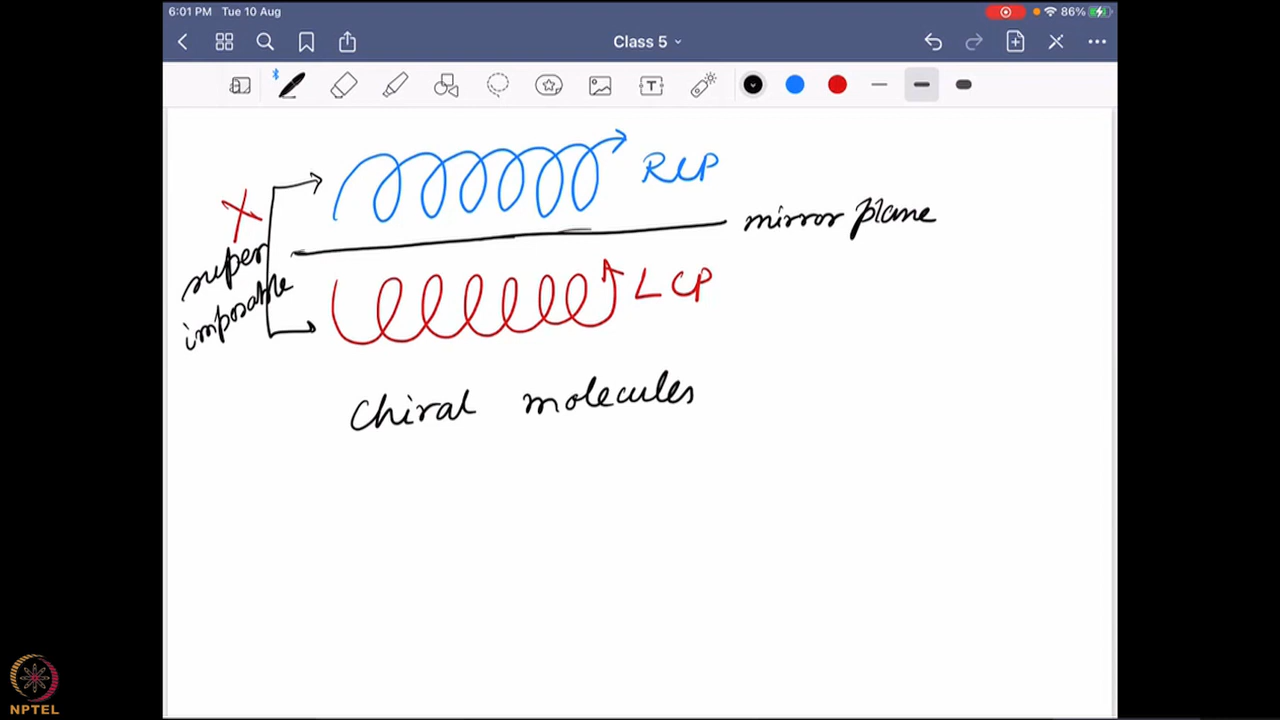 6:01 PM Tue 10 Aug
86%
Class 5
T
RCP
mirror plane
X
super
imposable
LCP
Chiral molecules
NPTEL